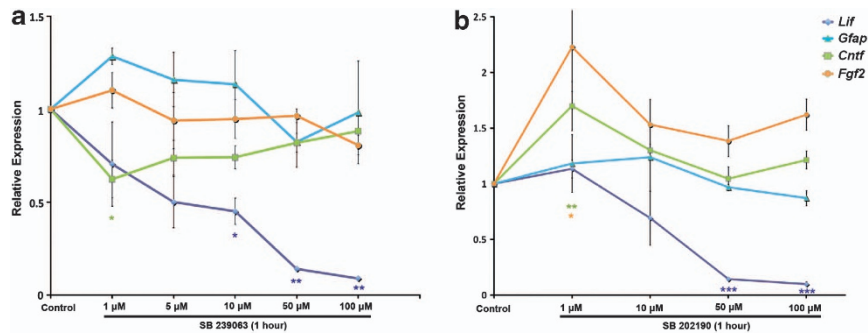 a
1.5
1
0.5
0
Relative Expression
Control
1 µM
5 µM
10 µM
50 µM
100 µM
SB 239063 (1 hour)
*
*
**
**
b
2.5
2
1.5
1
0.5
0
Relative Expression
Control
1 µM
10 µM
50 µM
100 µM
SB 202190 (1 hour)
**
*
***
***
Lif
Gfap
Cntf
Fgf2